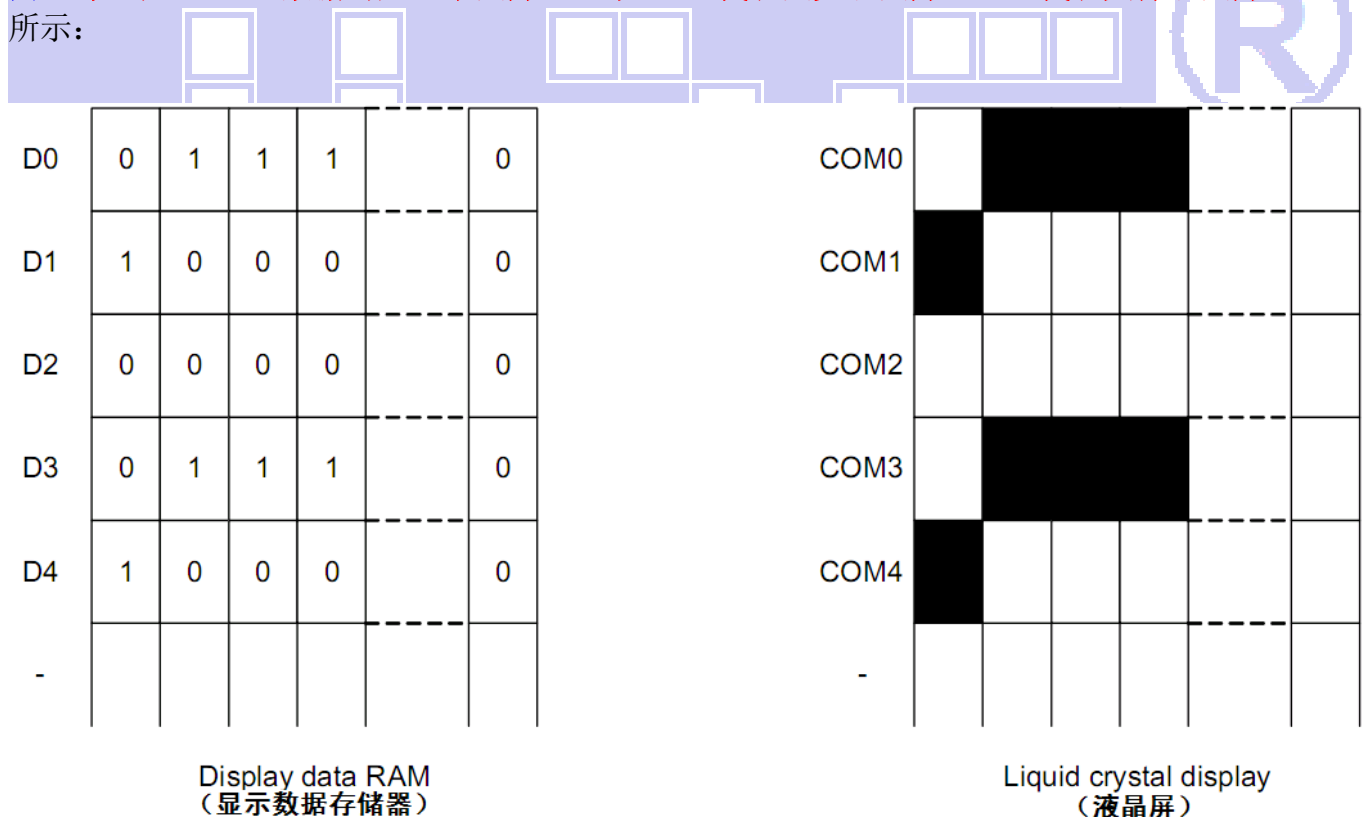 所示：
D0 0 1 1 1 0
D1 1 0 0 0 0
D2 0 0 0 0 0
D3 0 1 1 1 0
D4 1 0 0 0 0
-
Display data RAM
（显示数据存储器）
COM0
COM1
COM2
COM3
COM4
-
Liquid crystal display
（液晶屏）
R